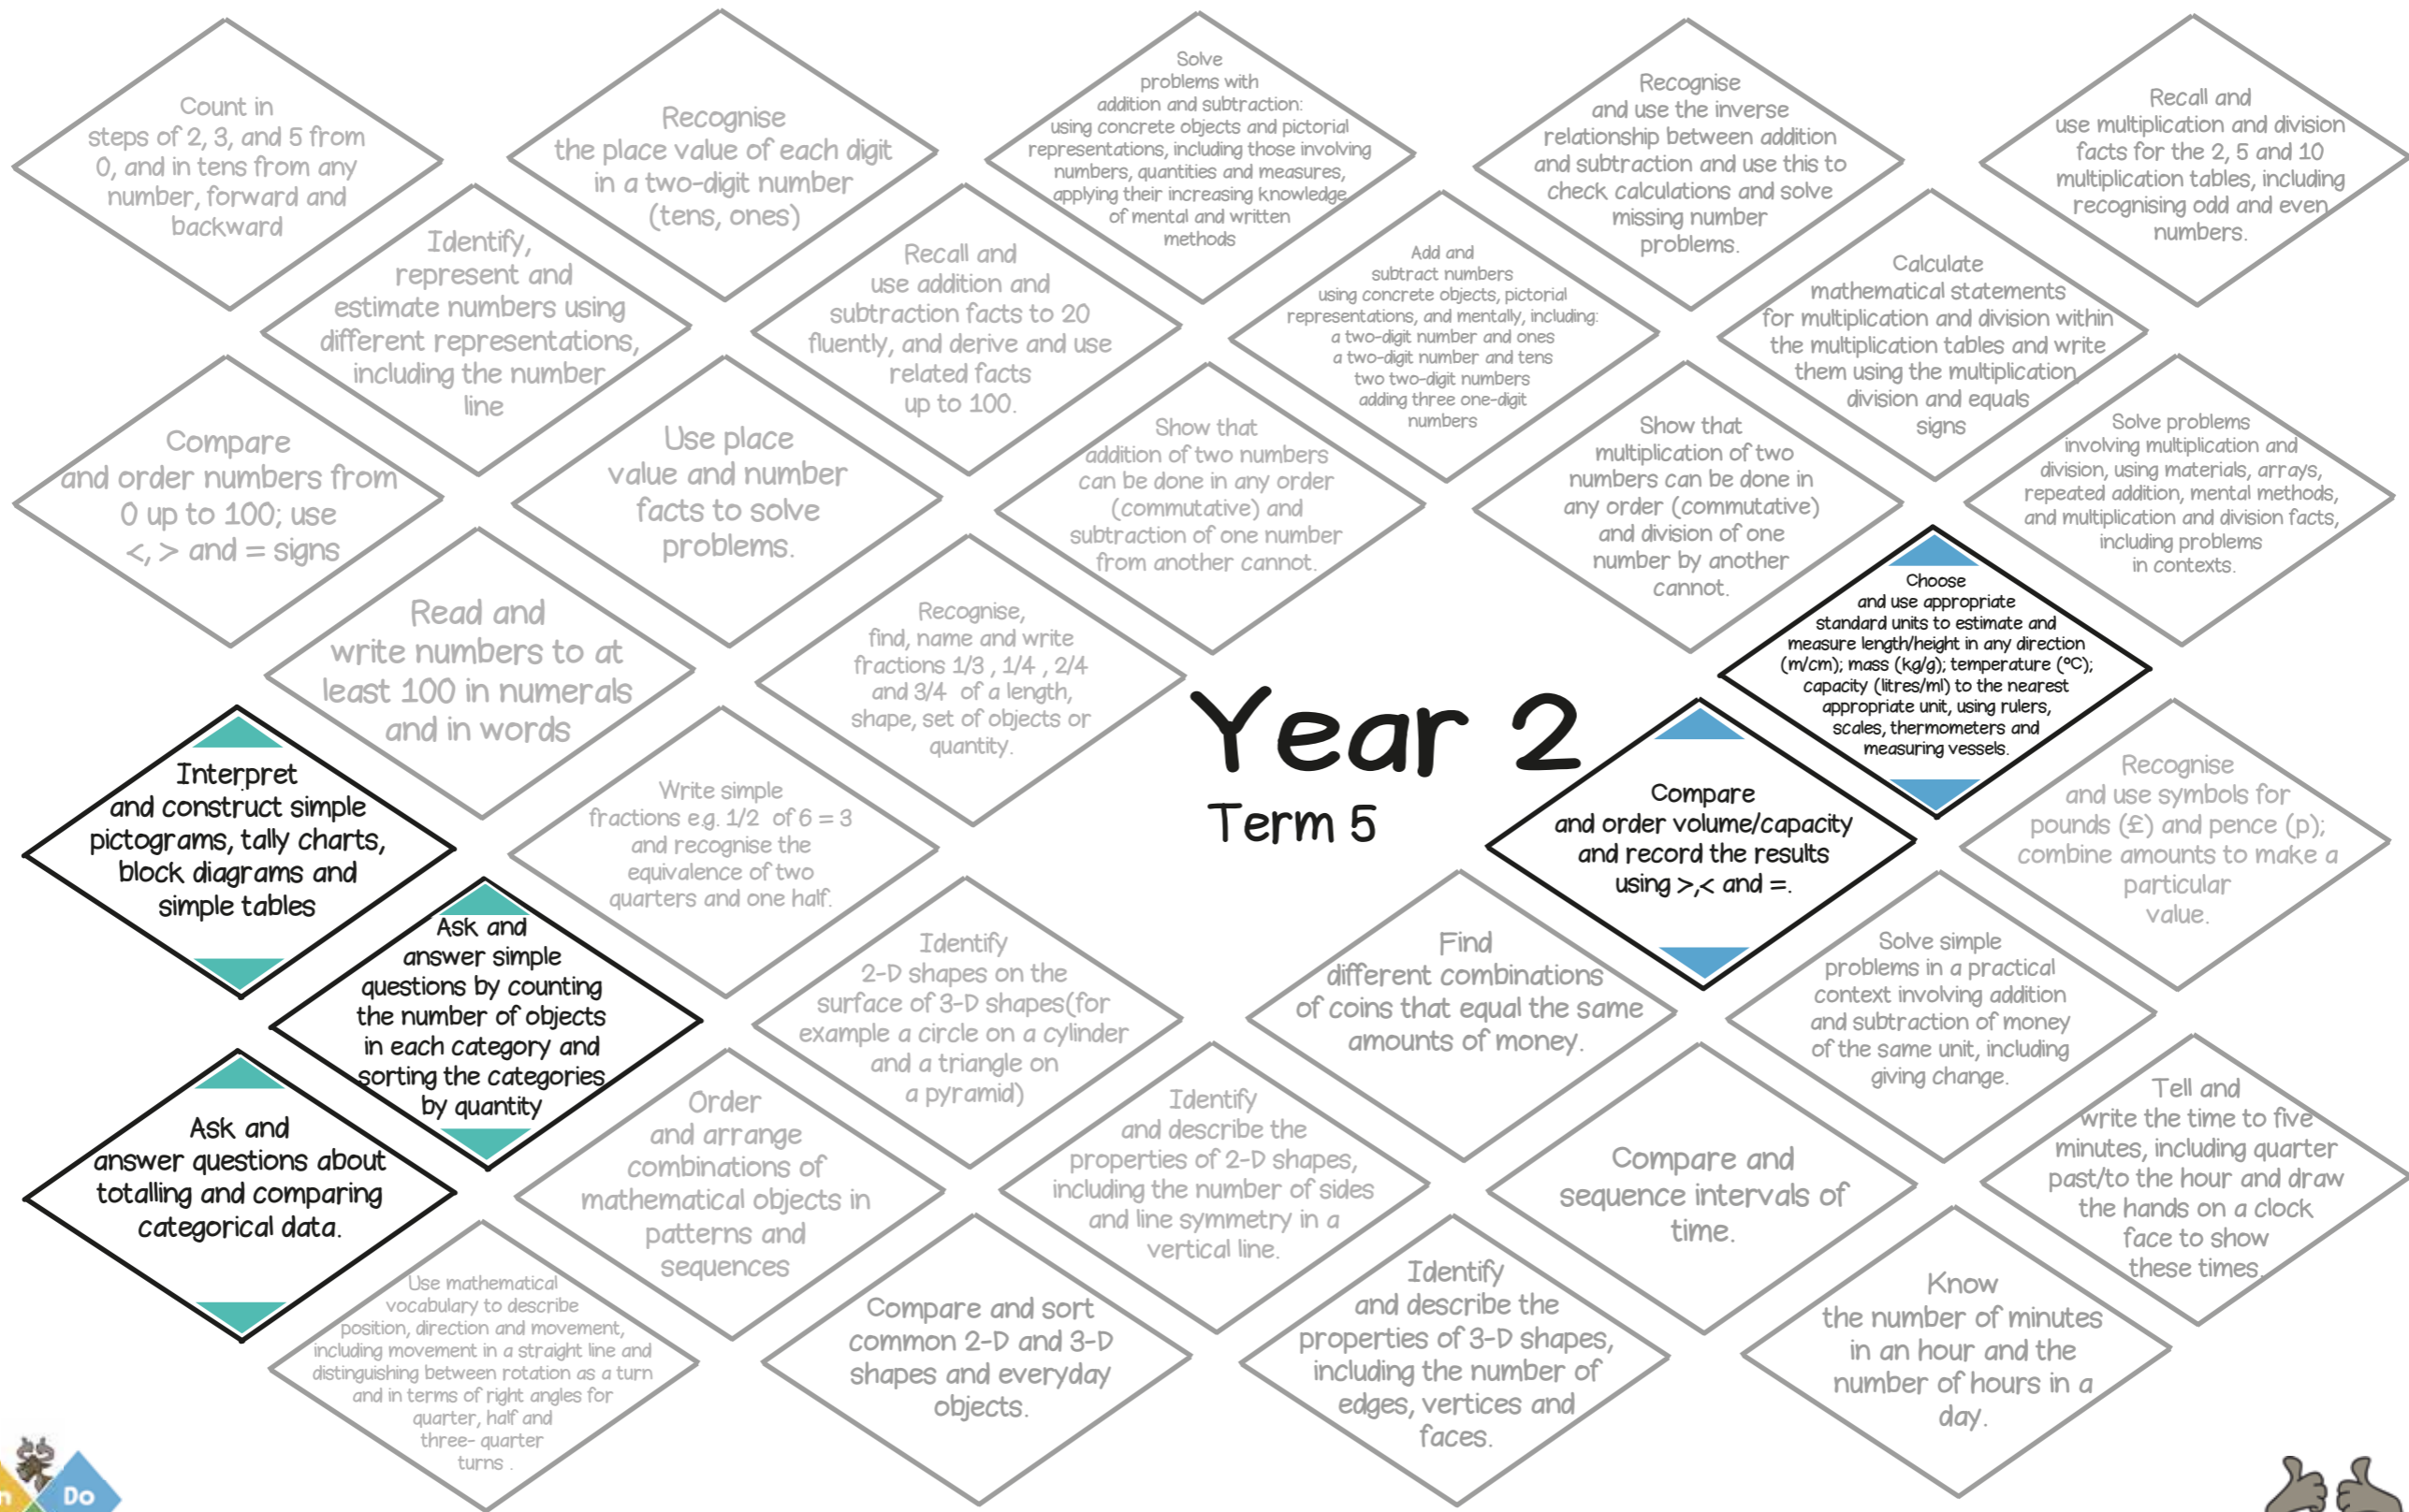 Count in
steps of 2, 3, and 5 from
0, and in tens from any
number, forward and
backward
Recognise
the place value of each digit
in a two-digit number
(tens, ones)
Solve
problems with
addition and subtraction:
using concrete objects and pictorial
representations, including those involving
numbers, quantities and measures,
applying their increasing knowledge
of mental and written
methods
Recognise
and use the inverse
relationship between addition
and subtraction and use this to
check calculations and solve
missing number
problems.
Recall and
use multiplication and division
facts for the 2, 5 and 10
multiplication tables, including
recognising odd and even
numbers.
Identify,
represent and
estimate numbers using
different representations,
including the number
line
Recall and
use addition and
subtraction facts to 20
fluently, and derive and use
related facts
up to 100.
Add and
subtract numbers
using concrete objects, pictorial
representations, and mentally, including:
a two-digit number and ones
a two-digit number and tens
two two-digit numbers
adding three one-digit
numbers
Calculate
mathematical statements
for multiplication and division within
the multiplication tables and write
them using the multiplication,
division and equals
signs
Compare
and order numbers from
0 up to 100; use
<, > and = signs
Use place
value and number
facts to solve
problems.
Show that
addition of two numbers
can be done in any order
(commutative) and
subtraction of one number
from another cannot.
Show that
multiplication of two
numbers can be done in
any order (commutative)
and division of one
number by another
cannot.
Solve problems
involving multiplication and
division, using materials, arrays,
repeated addition, mental methods,
and multiplication and division facts,
including problems
in contexts.
Read and
write numbers to at
least 100 in numerals
and in words
Recognise,
find, name and write
fractions 1/3 , 1/4 , 2/4
and 3/4 of a length,
shape, set of objects or
quantity.
Year 2
Term 5
Choose
and use appropriate
standard units to estimate and
measure length/height in any direction
(m/cm); mass (kg/g); temperature (°C);
capacity (litres/ml) to the nearest
appropriate unit, using rulers,
scales, thermometers and
measuring vessels.
Interpret
and construct simple
pictograms, tally charts,
block diagrams and
simple tables
Write simple
fractions e.g. 1/2 of 6 = 3
and recognise the
equivalence of two
quarters and one half.
Compare
and order volume/capacity
and record the results
using >,< and =.
Recognise
and use symbols for
pounds (£) and pence (p);
combine amounts to make a
particular
value.
Ask and
answer simple
questions by counting
the number of objects
in each category and
sorting the categories
by quantity
Identify
2-D shapes on the
surface of 3-D shapes(for
example a circle on a cylinder
and a triangle on
a pyramid)
Find
different combinations
of coins that equal the same
amounts of money.
Solve simple
problems in a practical
context involving addition
and subtraction of money
of the same unit, including
giving change.
Ask and
answer questions about
totalling and comparing
categorical data.
Order
and arrange
combinations of
mathematical objects in
patterns and
sequences
Identify
and describe the
properties of 2-D shapes,
including the number of sides
and line symmetry in a
vertical line.
Compare and
sequence intervals of
time.
Tell and
write the time to five
minutes, including quarter
past/to the hour and draw
the hands on a clock
face to show
these times.
Use mathematical
vocabulary to describe
position, direction and movement,
including movement in a straight line and
distinguishing between rotation as a turn
and in terms of right angles for
quarter, half and
three- quarter
turns .
Compare and sort
common 2-D and 3-D
shapes and everyday
objects.
Identify
and describe the
properties of 3-D shapes,
including the number of
edges, vertices and
faces.
Know
the number of minutes
in an hour and the
number of hours in a
day.
Do